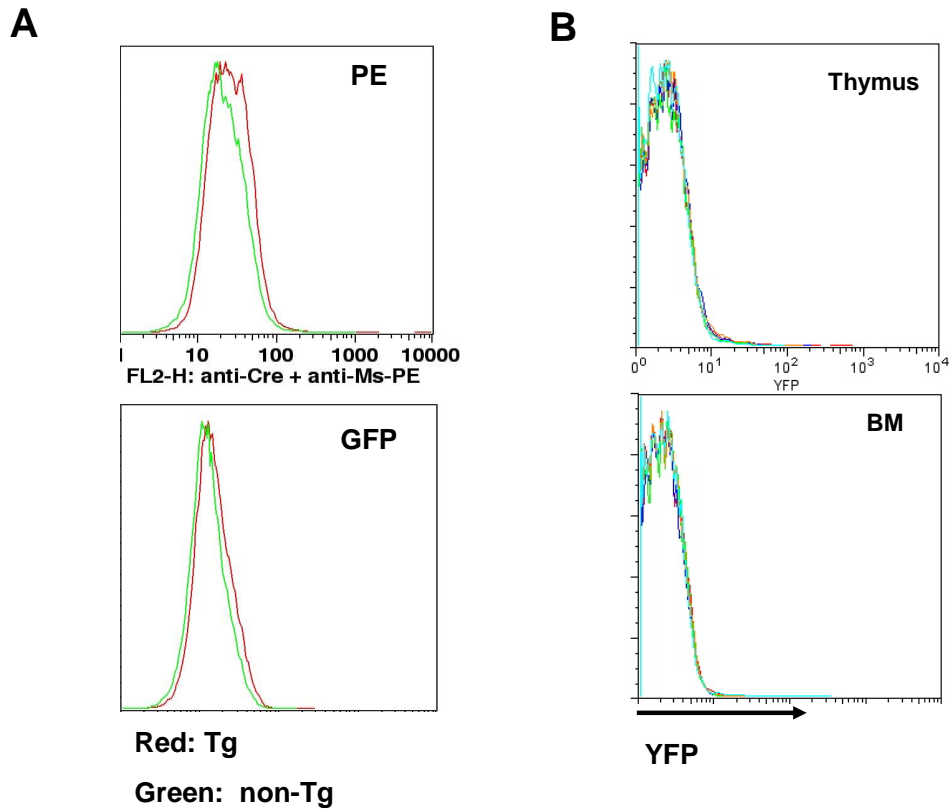 A
PE
1 10 100 1000 10000
FL2-H: anti-Cre + anti-Ms-PE
GFP
Red: Tg
Green: non-Tg
B
Thymus
10^0 10^1 10^2 10^3 10^4
YFP
BM
YFP